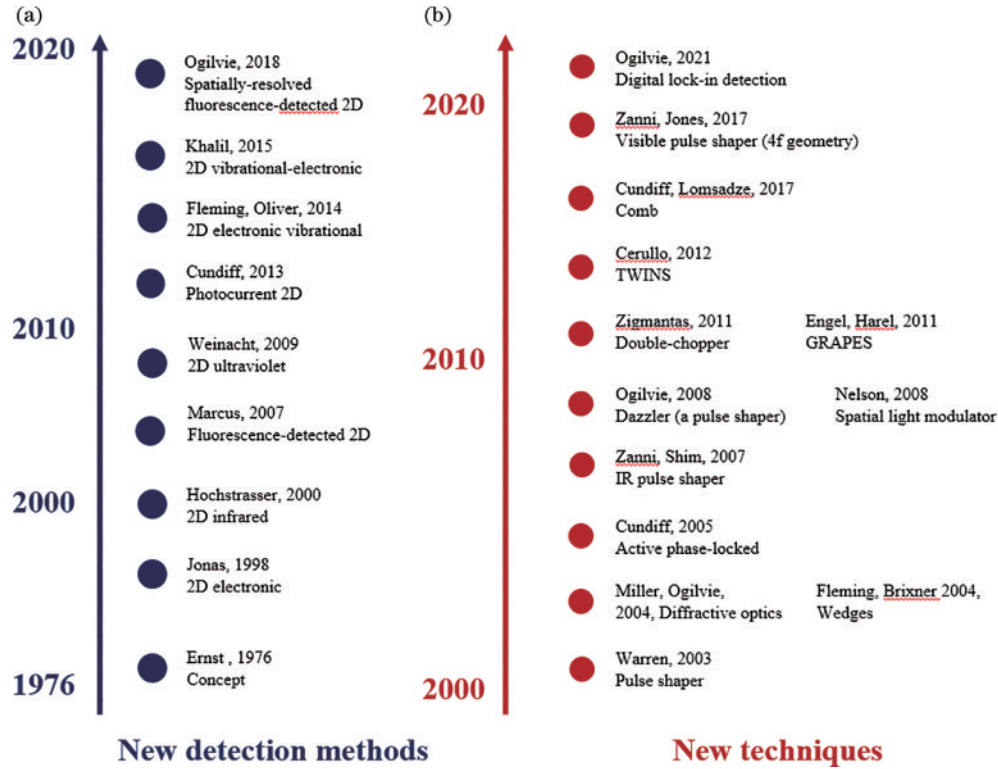 (a)
2020
Ogilvie, 2018
Spatially-resolved
fluorescence-detected 2D
Khalil, 2015
2D vibrational-electronic
Fleming, Oliver, 2014
2D electronic vibrational
Cundiff, 2013
Photocurrent 2D
2010
Weinacht, 2009
2D ultraviolet
Marcus, 2007
Fluorescence-detected 2D
2000
Hochstrasser, 2000
2D infrared
Jonas, 1998
2D electronic
Ernst , 1976
Concept
1976
New detection methods
(b)
Ogilvie, 2021
Digital lock-in detection
2020
Zanni, Jones, 2017
Visible pulse shaper (4f geometry)
Cundiff, Lomsadze, 2017
Comb
Cerullo, 2012
TWINS
Zigmantas, 2011
Double-chopper
Engel, Harel, 2011
GRAPES
2010
Ogilvie, 2008
Dazzler (a pulse shaper)
Nelson, 2008
Spatial light modulator
Zanni, Shim, 2007
IR pulse shaper
Cundiff, 2005
Active phase-locked
Miller, Ogilvie,
2004, Diffractive optics
Fleming, Brixner 2004,
Wedges
Warren, 2003
Pulse shaper
2000
New techniques